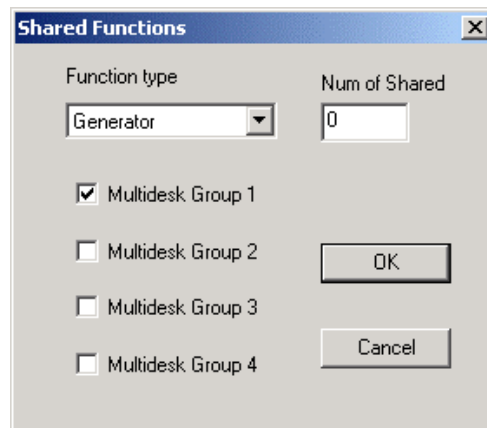 Shared Functions
Function type
Num of Shared
Generator
0
Multidesk Group 1
Multidesk Group 2
OK
Multidesk Group 3
Cancel
Multidesk Group 4